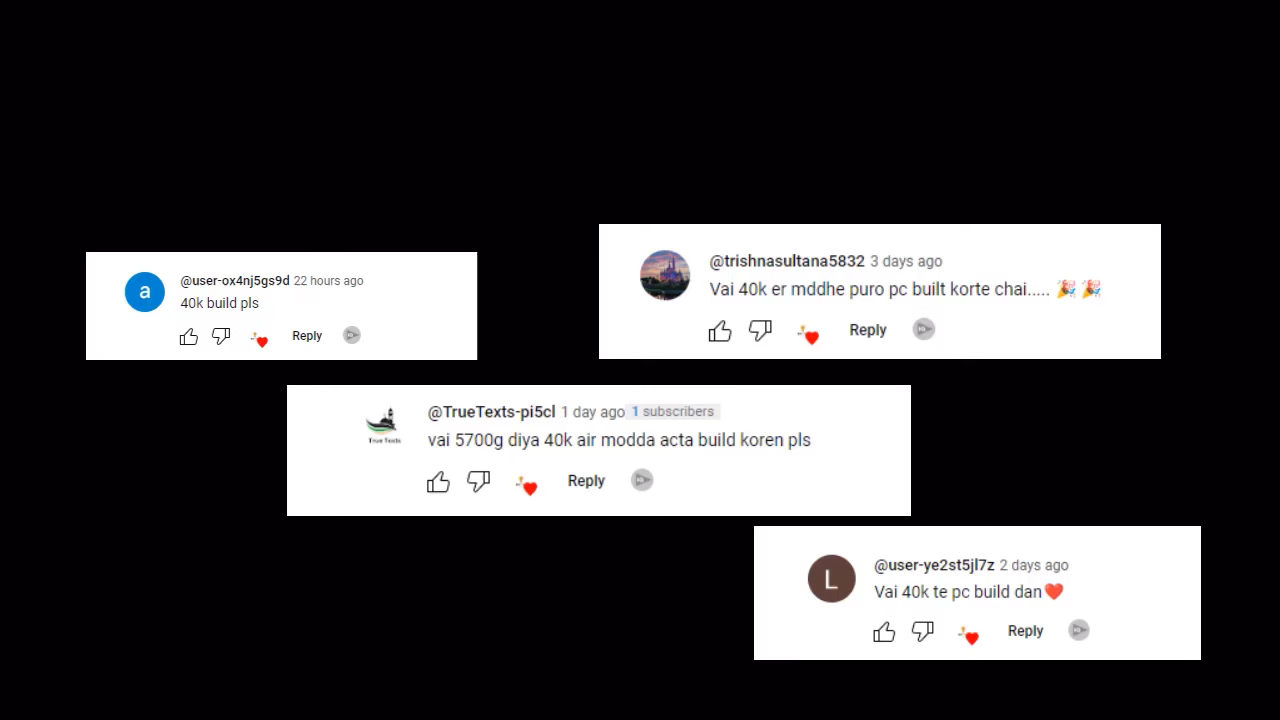 @user-ox4nj5gs9d 22 hours ago
40k build pls
Reply
a
@trishnasultana5832 3 days ago
Vai 40k er mddhe puro pc built korte chai..... 🎉 🎉
Reply
@TrueTexts-pi5cl 1 day ago 1 subscribers
True Texts
vai 5700g diya 40k air modda acta build koren pls
Reply
@user-ye2st5jl7z 2 days ago
L
Vai 40k te pc build dan❤️
Reply